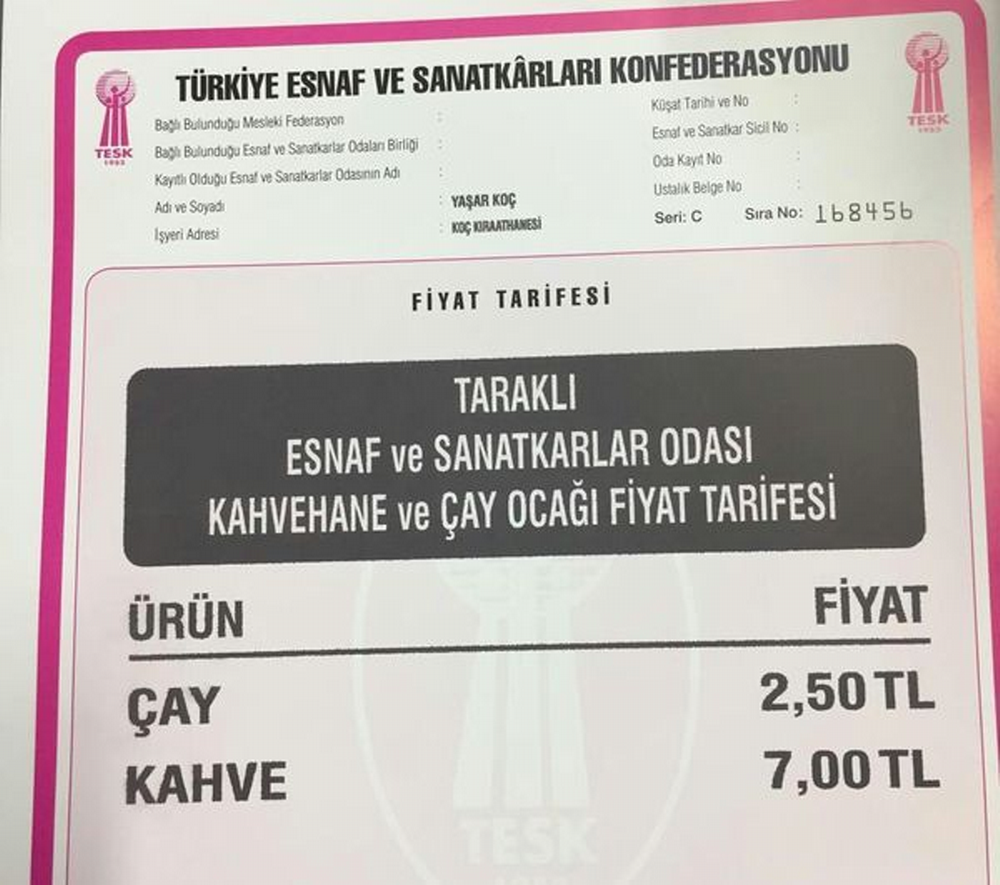 TÜRKİYE ESNAF VE SANATKÂRLARI KONFEDERASYONU
TESK
1953
TESK
1953
Bağlı Bulunduğu Mesleki Federasyon :
Bağlı Bulunduğu Esnaf ve Sanatkarlar Odaları Birliği :
Kayıtlı Olduğu Esnaf ve Sanatkarlar Odasının Adı :
Adı ve Soyadı : YAŞAR KOÇ
İşyeri Adresi : KOÇ KIRAATHANESİ
Küşat Tarihi ve No :
Esnaf ve Sanatkar Sicil No :
Oda Kayıt No :
Ustalık Belge No :
Seri: C Sıra No: 168456
FİYAT TARİFESİ
TARAKLI
ESNAF ve SANATKARLAR ODASI
KAHVEHANE ve ÇAY OCAĞI FİYAT TARİFESİ
ÜRÜN FİYAT
ÇAY 2,50 TL
KAHVE 7,00 TL
TESK